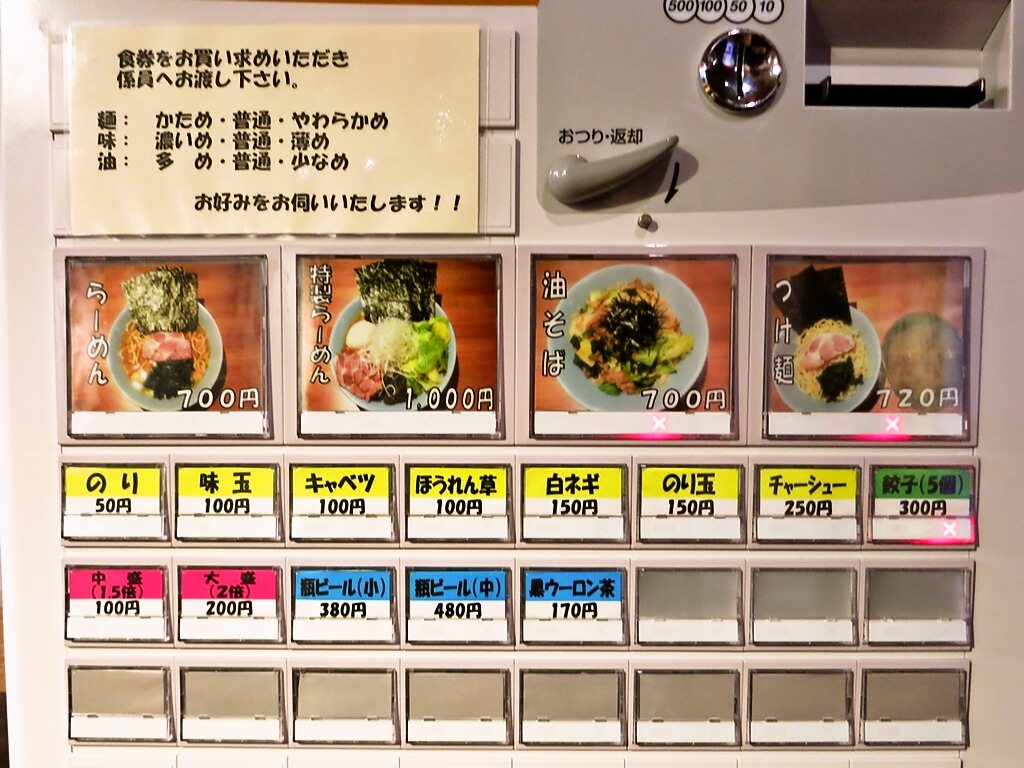 500 100 50 10
食券をお買い求めいただき
係員へお渡し下さい。
麺： かため・普通・やわらかめ
味： 濃いめ・普通・薄め
油： 多 め・普通・少なめ
お好みをお伺いいたします！！
おつり・返却
らーめん
700円
特製らーめん
1,000円
油そば
700円
つけ麺
720円
のり
50円
味玉
100円
キャベツ
100円
ほうれん草
100円
白ネギ
150円
のり玉
150円
チャーシュー
250円
餃子(5個)
300円
中盛
(1.5倍)
100円
大盛
(2倍)
200円
瓶ビール(小)
380円
瓶ビール(中)
480円
黒ウーロン茶
170円